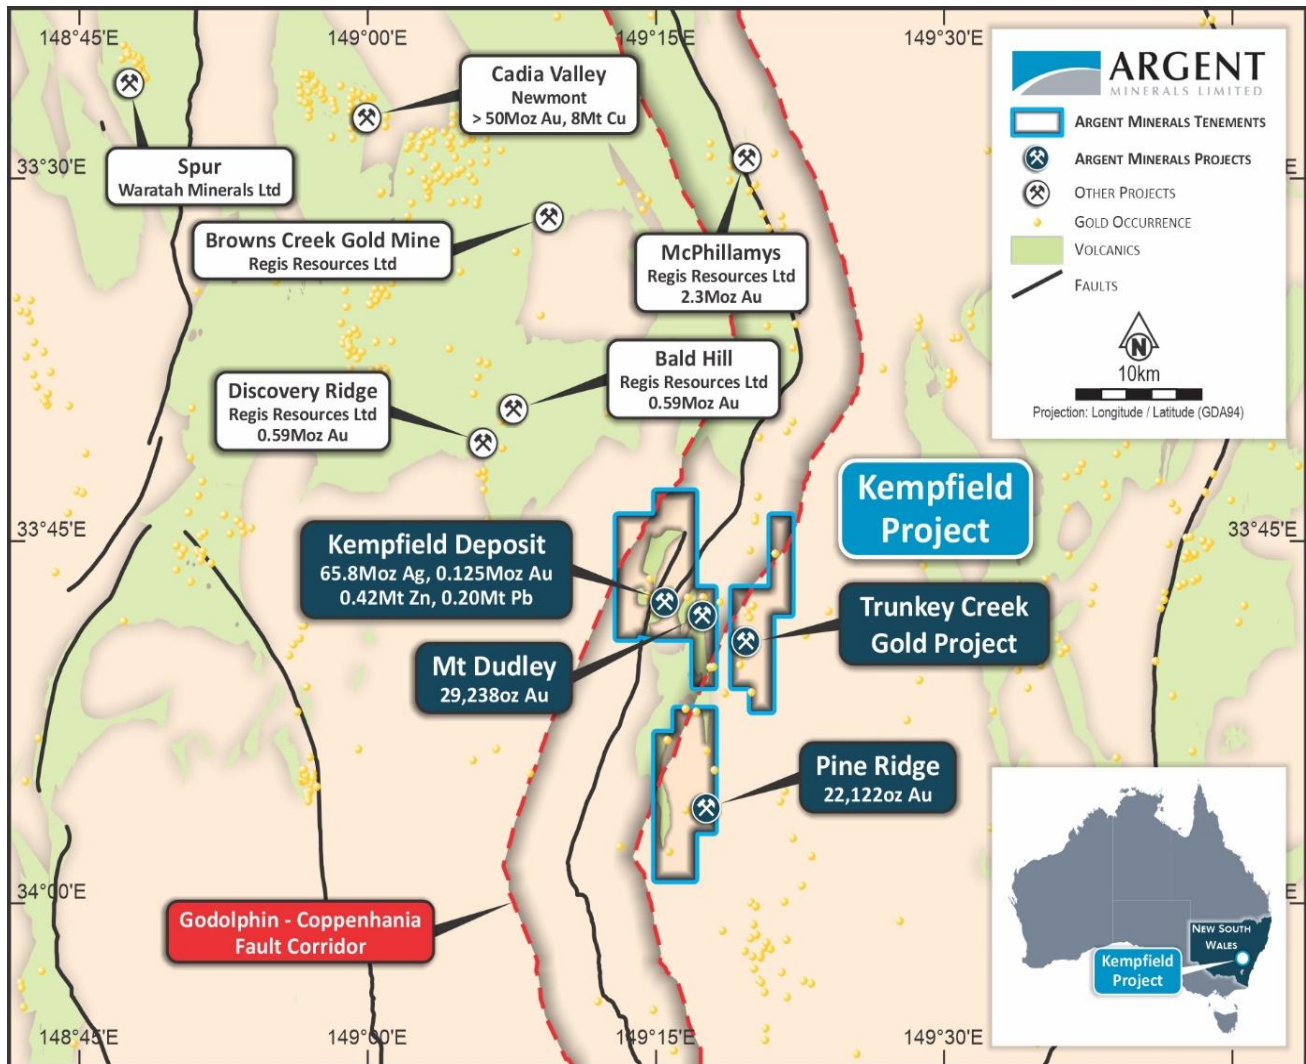 148°45'E
149°00'E
149°15'E
149°30'E
Cadia Valley
Newmont
> 50Moz Au, 8Mt Cu
Spur
Waratah Minerals Ltd
33°30'E
Browns Creek Gold Mine
Regis Resources Ltd
McPhillamys
Regis Resources Ltd
2.3Moz Au
ARGENT
MINERALS LIMITED
ARGENT MINERALS TENEMENTS
ARGENT MINERALS PROJECTS
OTHER PROJECTS
GOLD OCCURRENCE
VOLCANICS
FAULTS
N
10km
Projection: Longitude / Latitude (GDA94)
Discovery Ridge
Regis Resources Ltd
0.59Moz Au
Bald Hill
Regis Resources Ltd
0.59Moz Au
Kempfield
Project
33°45'E
33°45'E
Kempfield Deposit
65.8Moz Ag, 0.125Moz Au
0.42Mt Zn, 0.20Mt Pb
Trunkey Creek
Gold Project
Mt Dudley
29,238oz Au
Pine Ridge
22,122oz Au
34°00'E
Godolphin - Coppenhania
Fault Corridor
NEW SOUTH
WALES
Kempfield
Project
148°45'E
149°00'E
149°15'E
149°30'E